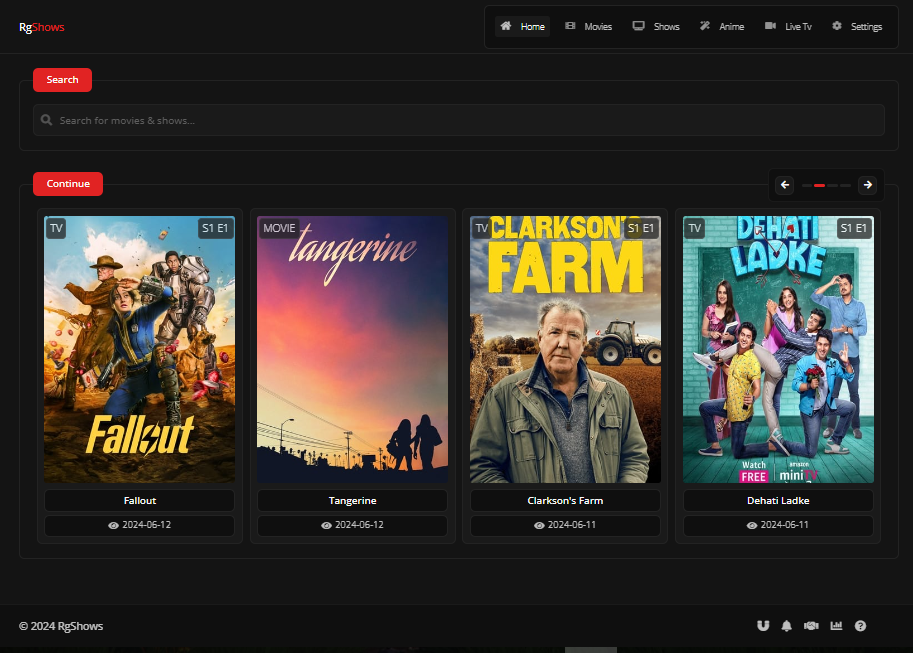 RgShows
Home Movies Shows Anime Live Tv Settings
Search
Search for movies & shows...
Continue
TV S1 E1
Fallout
Fallout
2024-06-12
MOVIE
tangerine
Tangerine
2024-06-12
TV S1 E1
CLARKSON'S
FARM
Clarkson's Farm
2024-06-11
TV S1 E1
DEHATI
LADKE
Watch
FREE
amazon
miniTV
Dehati Ladke
2024-06-11
© 2024 RgShows